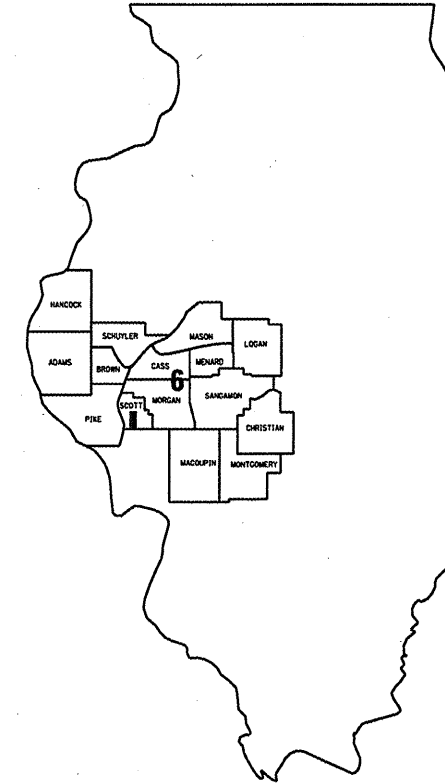 HANCOCK
SCHUYLER
MASON
LOGAN
ADAMS
BROWN
CASS
MENARD
6
SCOTT
MORGAN
SANGAMON
PIKE
CHRISTIAN
MACOUPIN
MONTGOMERY